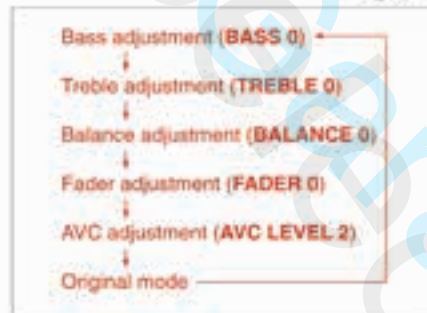 Bass adjustment (BASS 0)
Treble adjustment (TREBLE 0)
Balance adjustment (BALANCE 0)
Fader adjustment (FADER 0)
AVC adjustment (AVC LEVEL 2)
Original mode